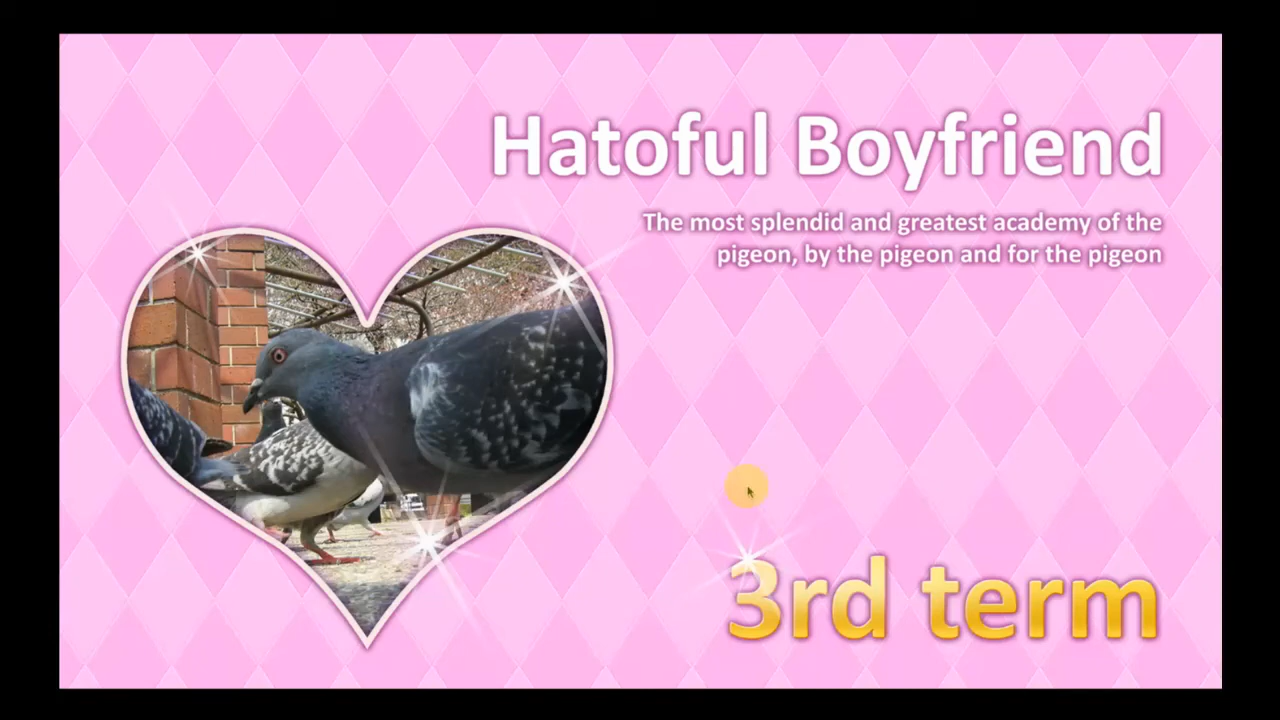 Hatoful Boyfriend
The most splendid and greatest academy of the
pigeon, by the pigeon and for the pigeon
3rd term